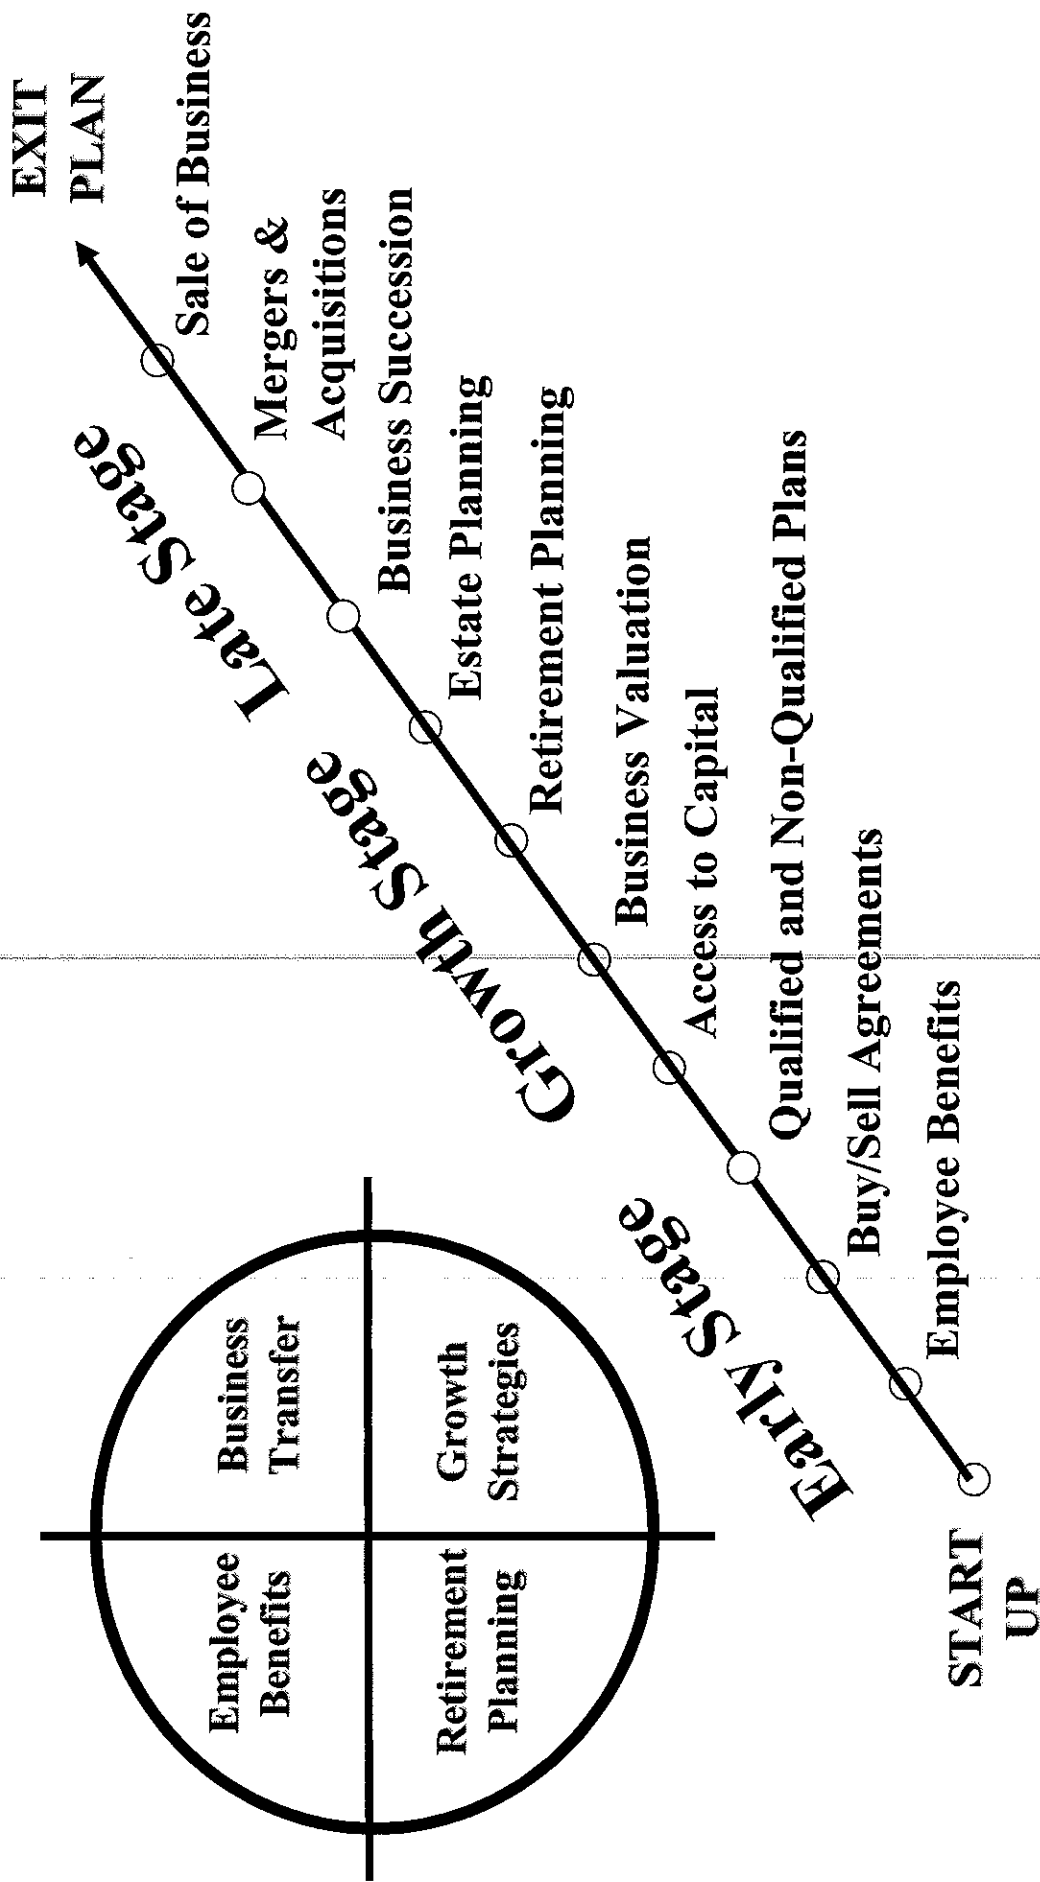 EXIT
PLAN
Sale of Business
Mergers &
Acquisitions
Business Succession
Estate Planning
Retirement Planning
Business Valuation
Access to Capital
Qualified and Non-Qualified Plans
Buy/Sell Agreements
Employee Benefits
START
UP
Late Stage
Growth Stage
Early Stage
Employee
Benefits
Business
Transfer
Retirement
Planning
Growth
Strategies